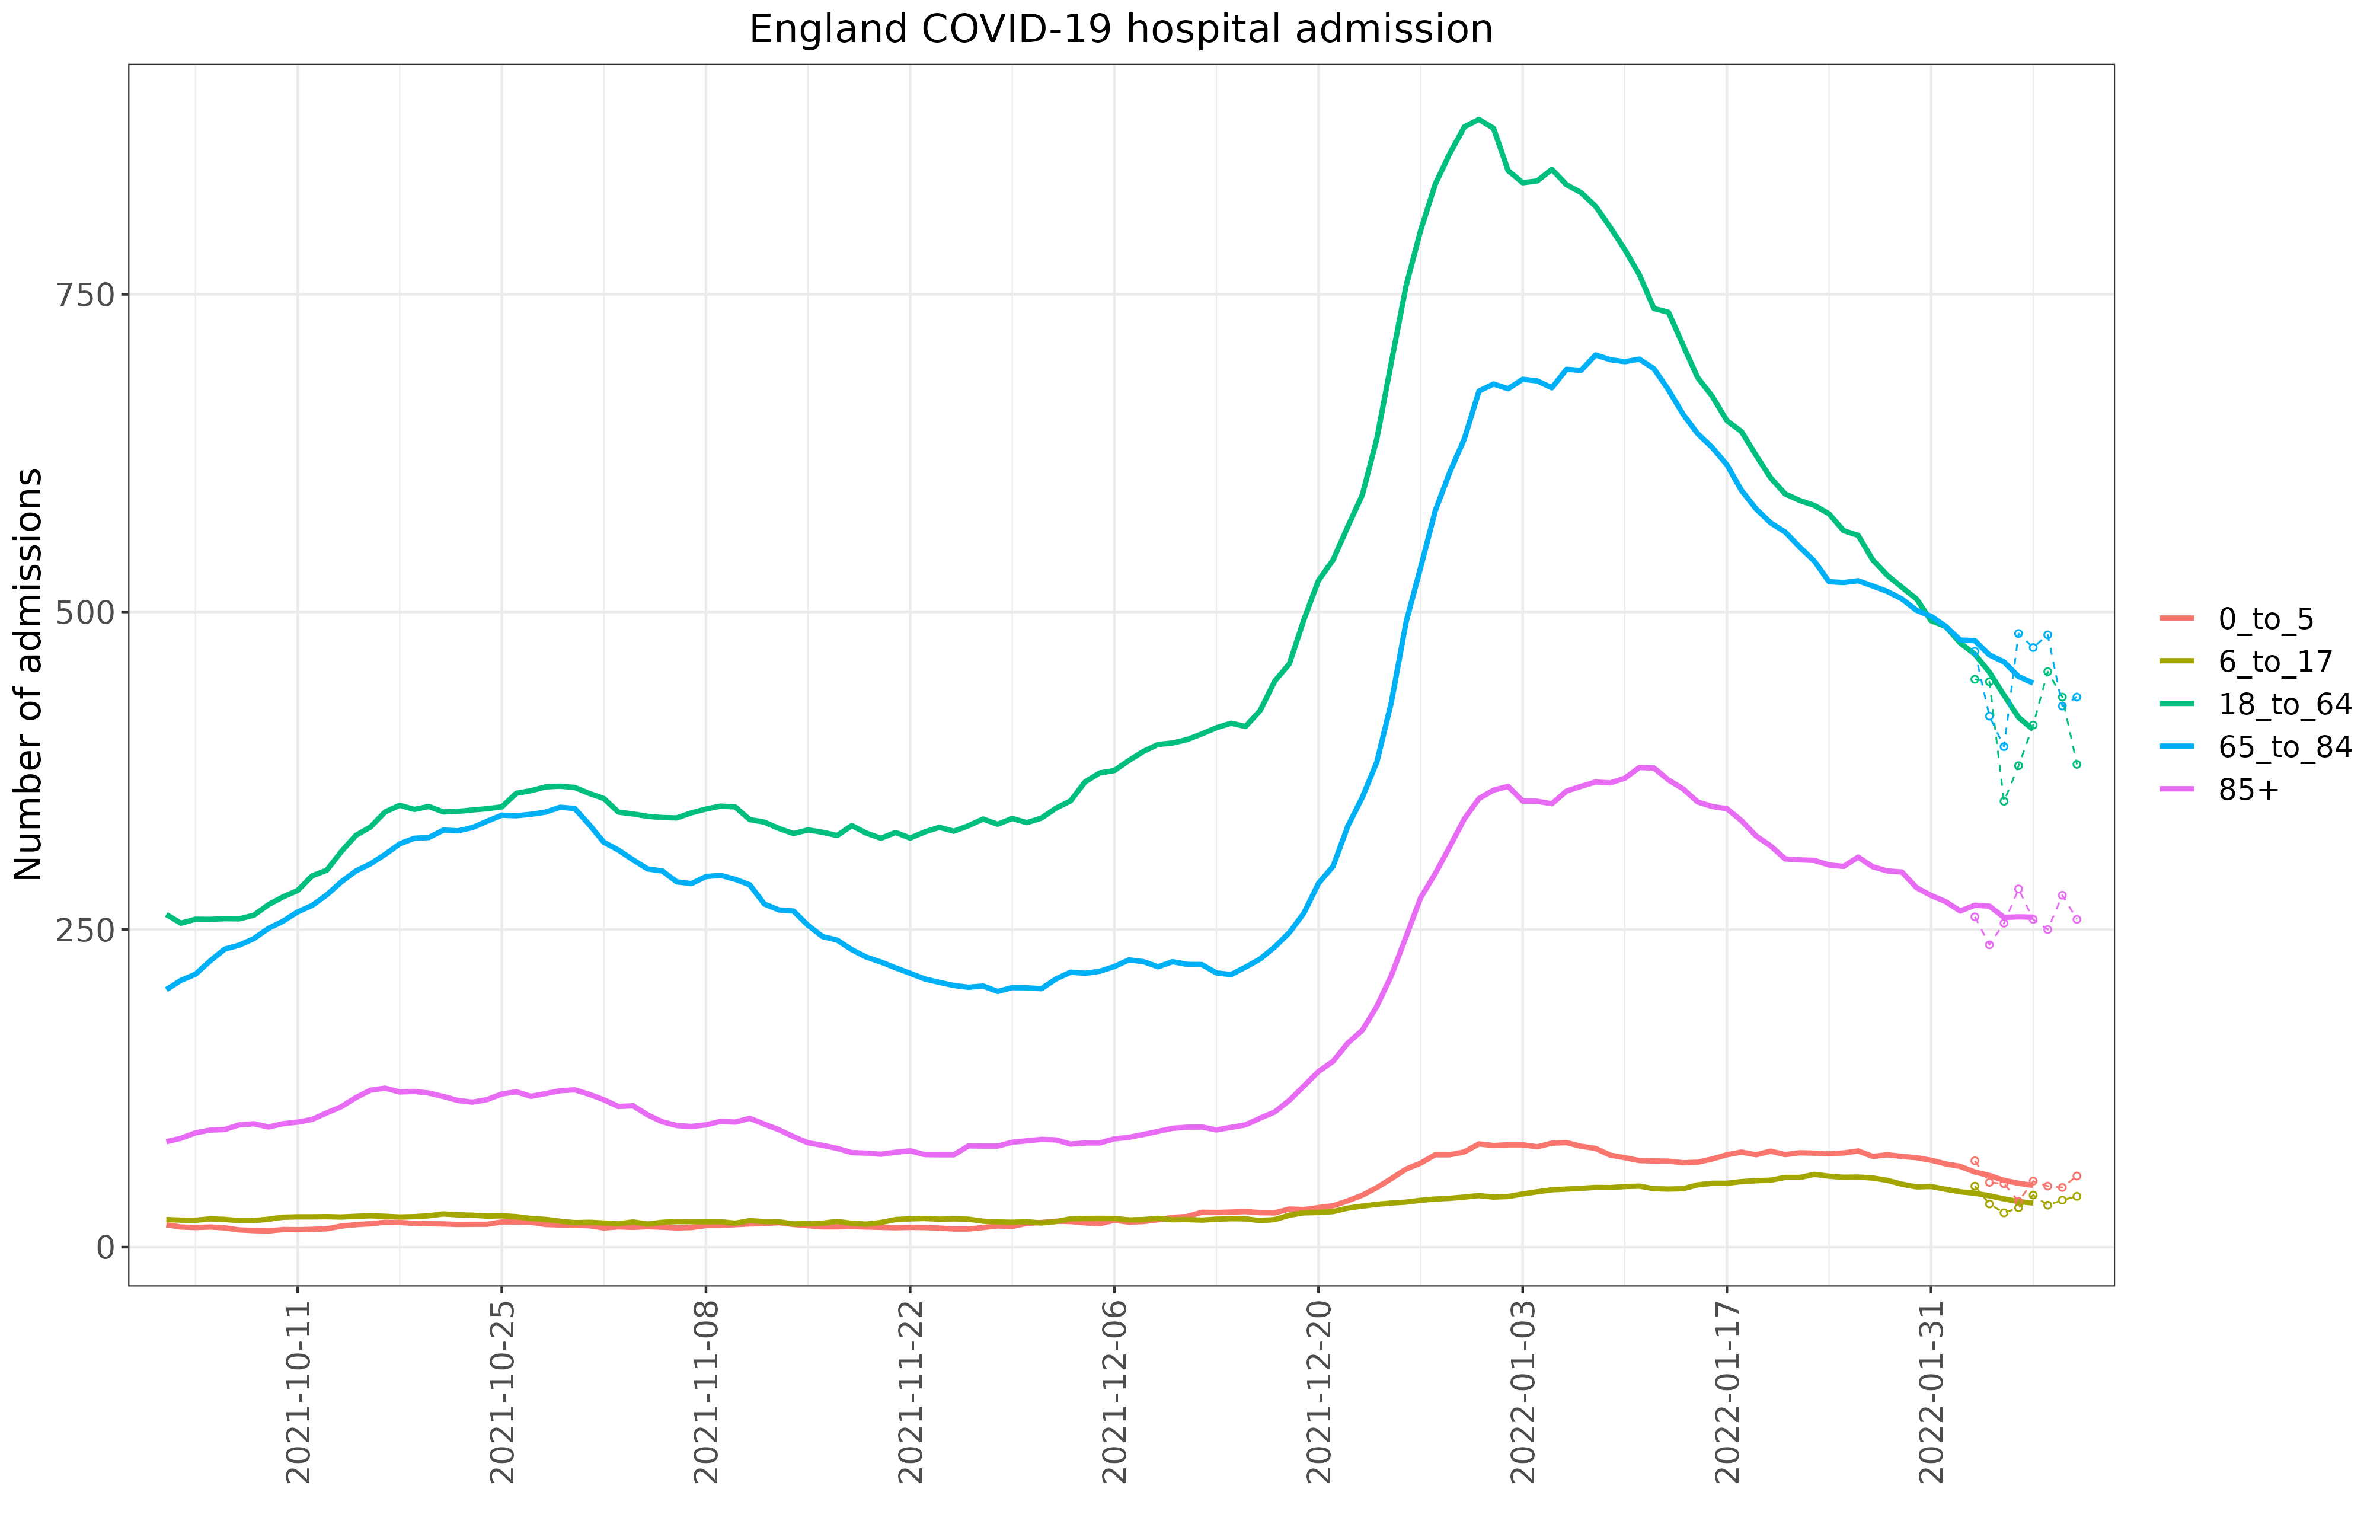 England COVID-19 hospital admission
Number of admissions
750
500
250
0
2021-10-11
2021-10-25
2021-11-08
2021-11-22
2021-12-06
2021-12-20
2022-01-03
2022-01-17
2022-01-31
0_to_5
6_to_17
18_to_64
65_to_84
85+